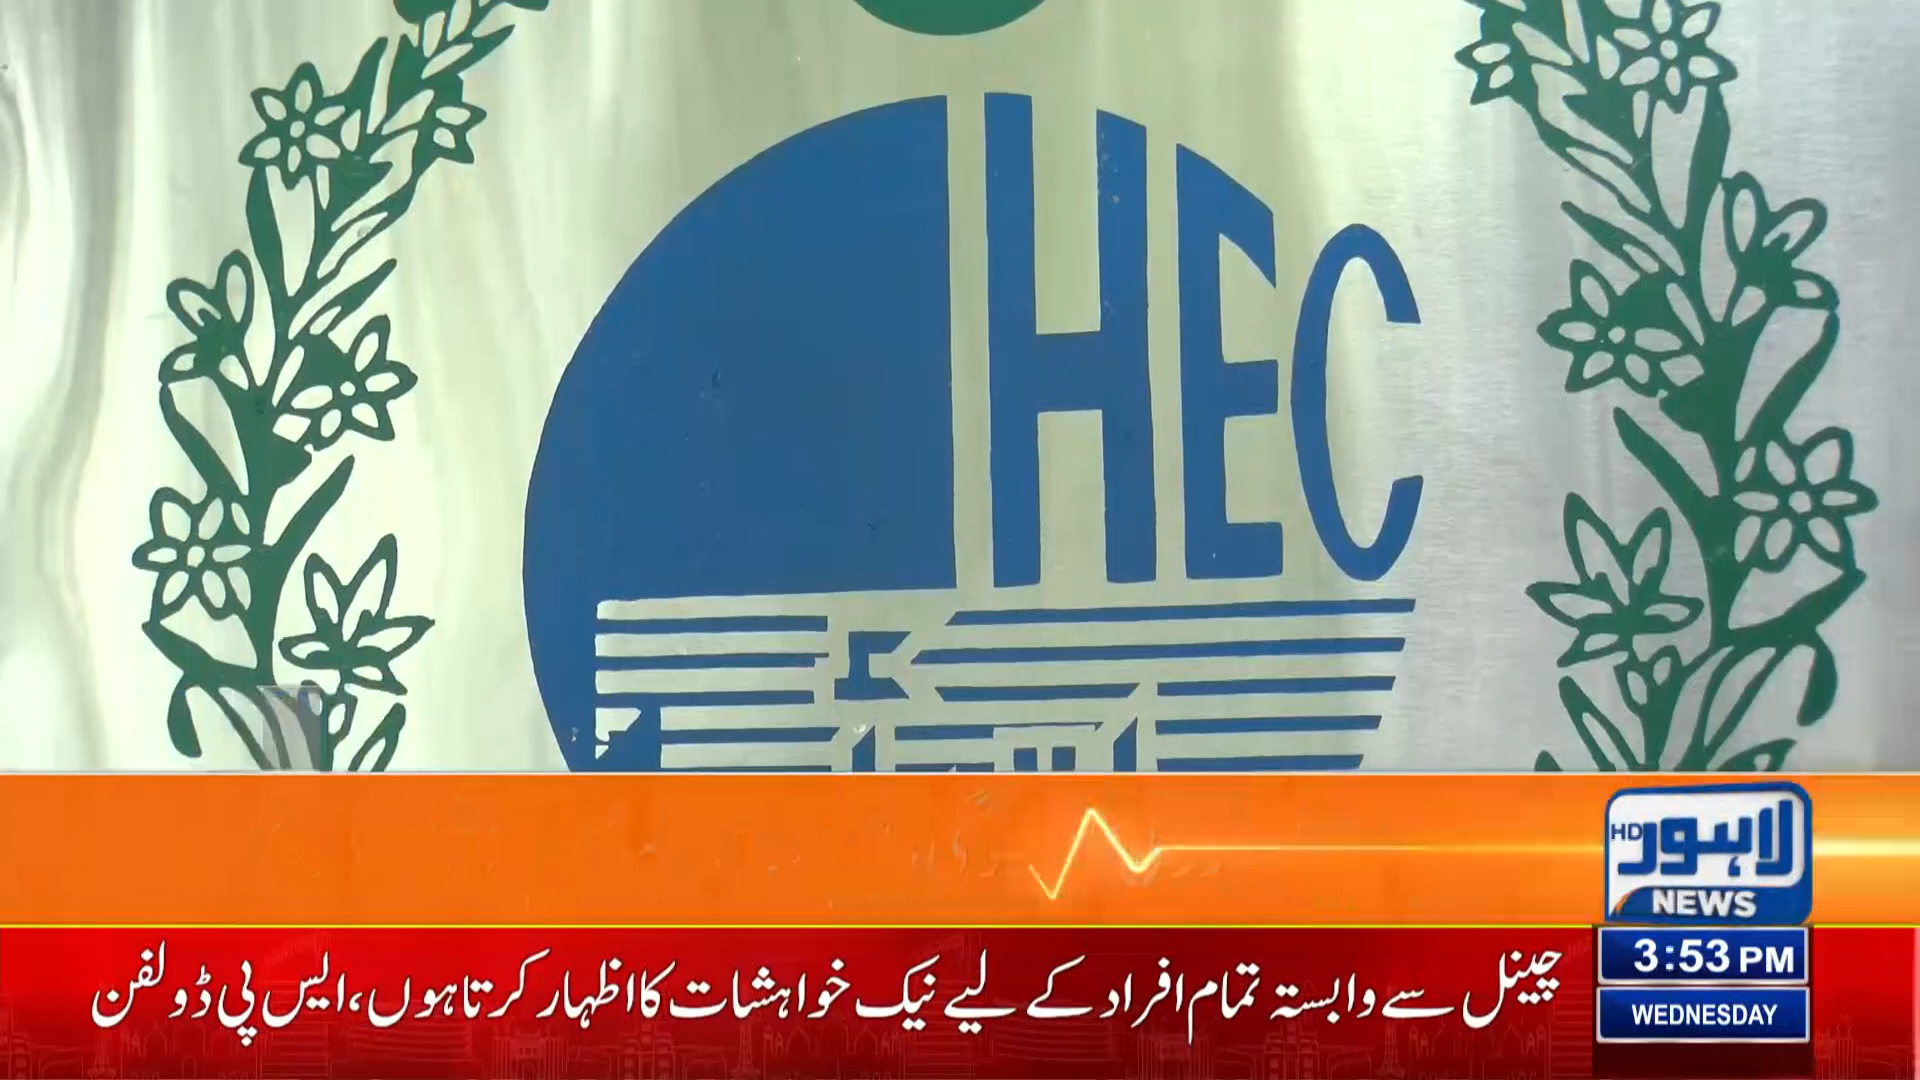 HEC
HD
لاہور
NEWS
3:53 PM
WEDNESDAY
چینل سے وابستہ تمام افراد کے لیے نیک خواہشات کا اظہار کرتا ہوں، ایس پی ڈولفن